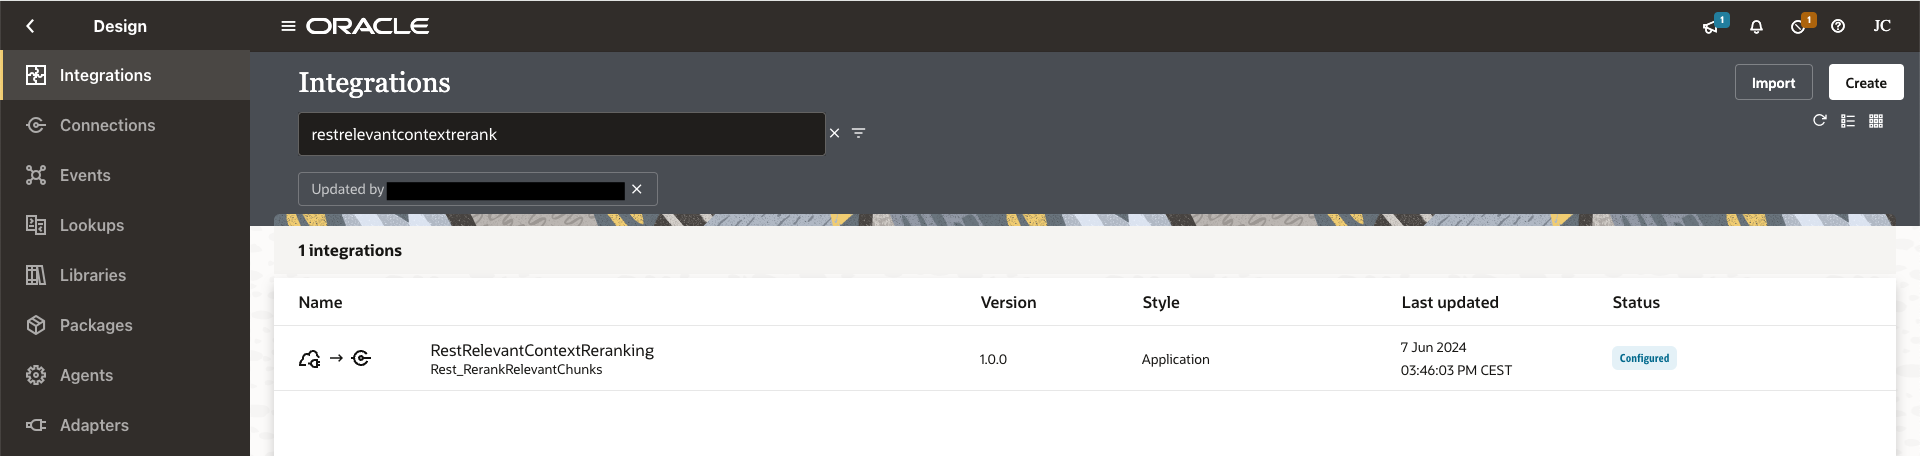 Design
ORACLE
1
1
JC
Integrations
Connections
Events
Lookups
Libraries
Packages
Agents
Adapters
Integrations
Import
Create
restrelevantcontextrerank
Updated by
1 integrations
Name
Version
Style
Last updated
Status
RestRelevantContextReranking
Rest_RerankRelevantChunks
1.0.0
Application
7 Jun 2024
03:46:03 PM CEST
Configured